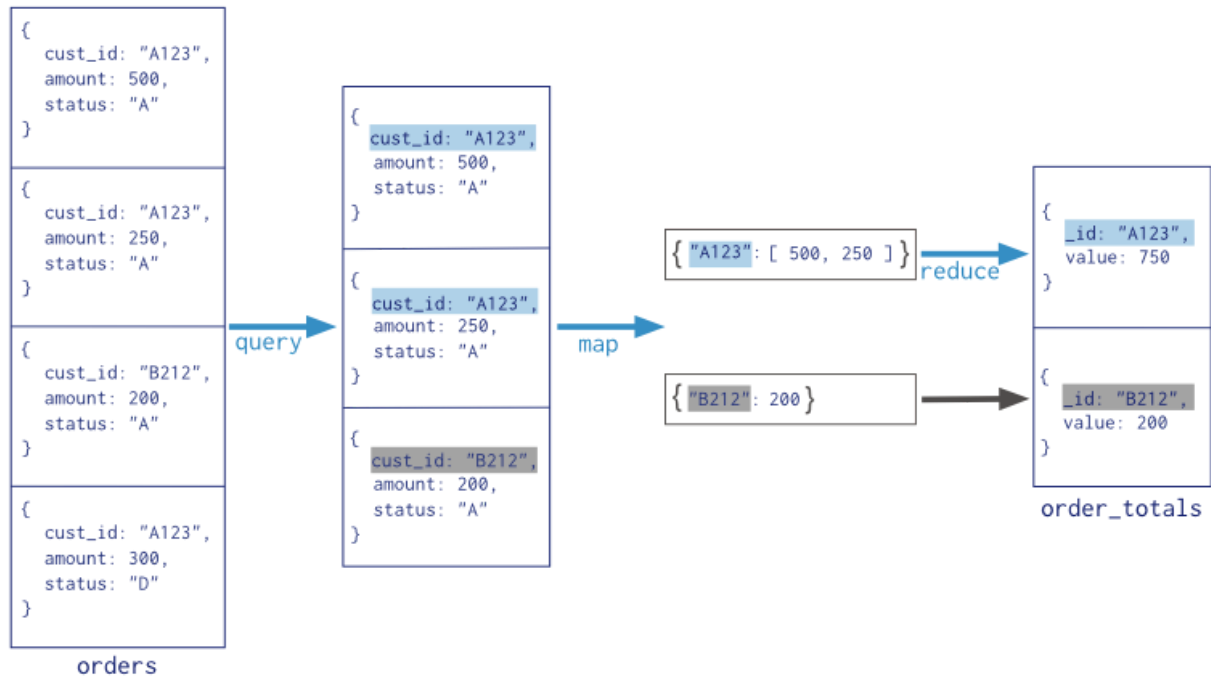 {
cust_id: "A123",
amount: 500,
status: "A"
}
{
cust_id: "A123",
amount: 250,
status: "A"
}
{
cust_id: "B212",
amount: 200,
status: "A"
}
{
cust_id: "A123",
amount: 300,
status: "D"
}
orders
query
{
cust_id: "A123",
amount: 500,
status: "A"
}
{
cust_id: "A123",
amount: 250,
status: "A"
}
{
cust_id: "B212",
amount: 200,
status: "A"
}
map
{ "A123": [ 500, 250 ] }
{ "B212": 200 }
reduce
{
_id: "A123",
value: 750
}
{
_id: "B212",
value: 200
}
order_totals